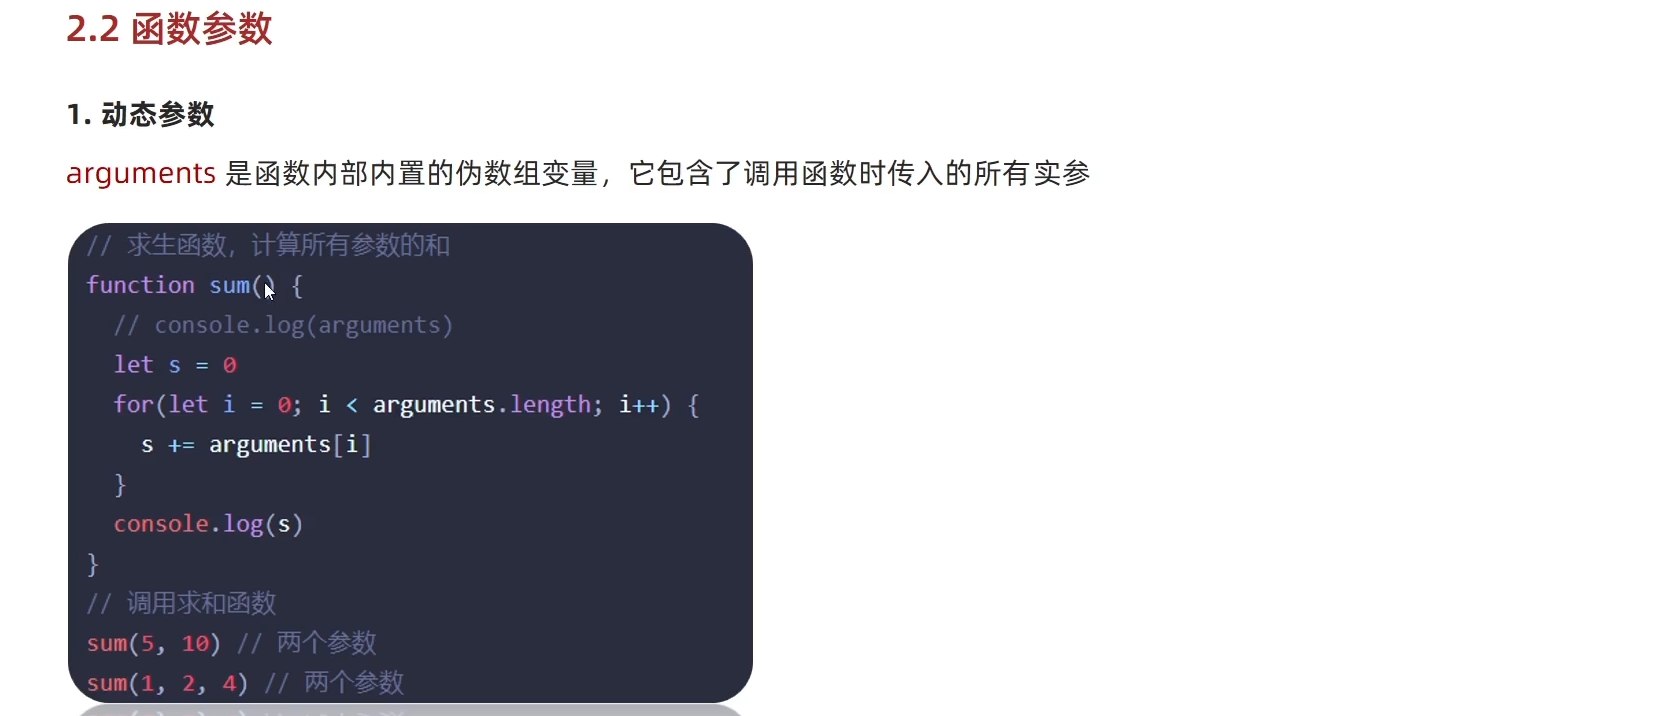 2.2 函数参数
1. 动态参数
arguments 是函数内部内置的伪数组变量，它包含了调用函数时传入的所有实参
// 求生函数，计算所有参数的和
function sum() {
// console.log(arguments)
let s = 0
for(let i = 0; i < arguments.length; i++) {
s += arguments[i]
}
console.log(s)
}
// 调用求和函数
sum(5, 10) // 两个参数
sum(1, 2, 4) // 两个参数